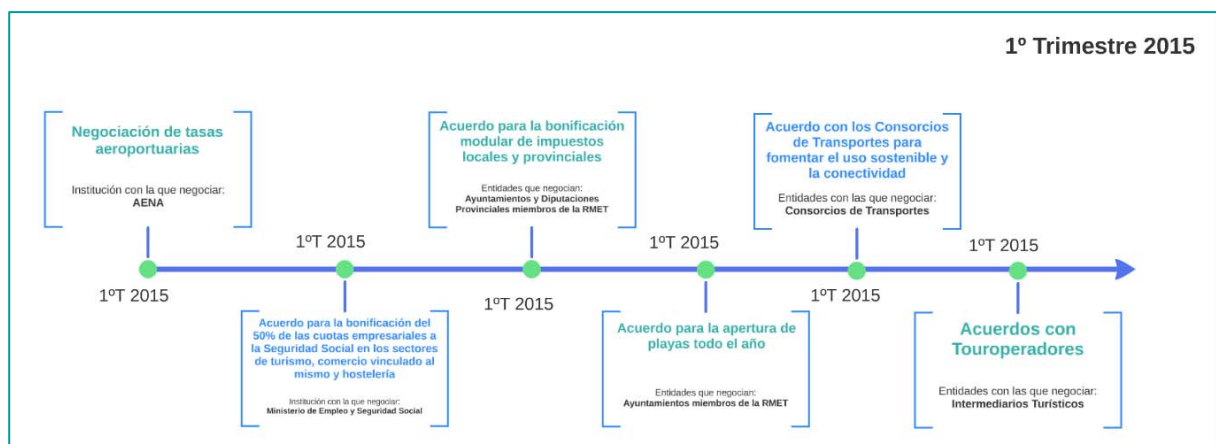 1º Trimestre 2015
Negociación de tasas
aeroportuarias
Institución con la que negociar:
AENA
1ºT 2015
Acuerdo para la bonificación del
50% de las cuotas empresariales a
la Seguridad Social en los sectores
de turismo, comercio vinculado al
mismo y hostelería
Institución con la que negociar:
Ministerio de Empleo y Seguridad Social
1ºT 2015
Acuerdo para la bonificación
modular de impuestos
locales y provinciales
Entidades que negocian:
Ayuntamientos y Diputaciones
Provinciales miembros de la RMET
1ºT 2015
Acuerdo para la apertura de
playas todo el año
Entidades que negocian:
Ayuntamientos miembros de la RMET
1ºT 2015
Acuerdo con los Consorcios
de Transportes para
fomentar el uso sostenible y
la conectividad
Entidades con las que negociar:
Consorcios de Transportes
1ºT 2015
Acuerdos con
Touroperadores
Entidades con las que negociar:
Intermediarios Turísticos
1ºT 2015